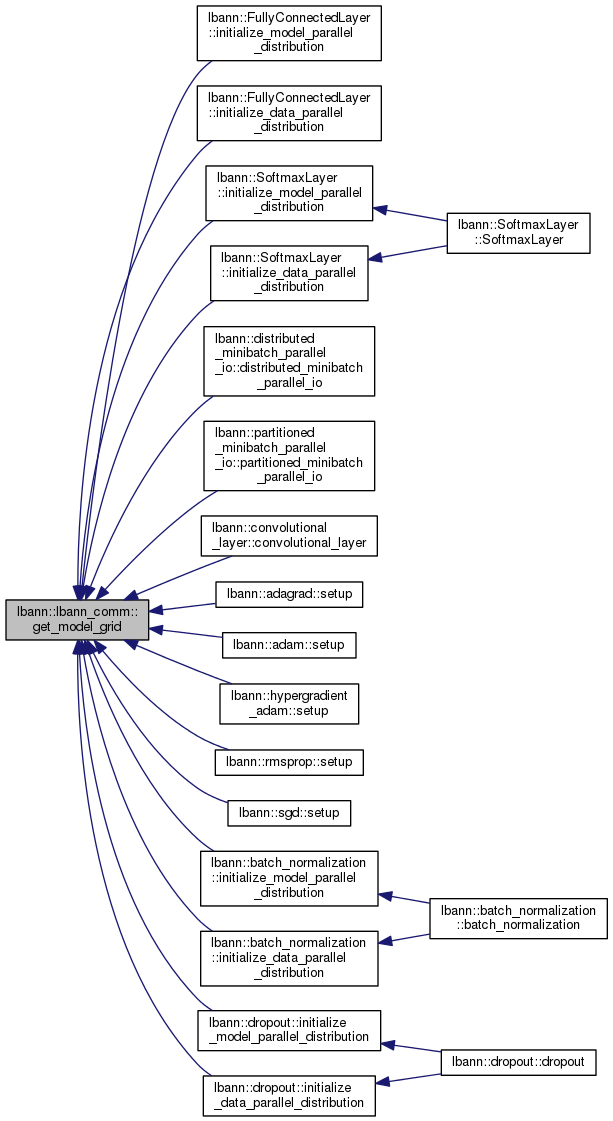 lbann::FullyConnectedLayer
::initialize_model_parallel
_distribution
lbann::FullyConnectedLayer
::initialize_data_parallel
_distribution
lbann::SoftmaxLayer
::initialize_model_parallel
_distribution
lbann::SoftmaxLayer
::SoftmaxLayer
lbann::SoftmaxLayer
::initialize_data_parallel
_distribution
lbann::distributed
_minibatch_parallel
_io::distributed_minibatch
_parallel_io
lbann::partitioned
_minibatch_parallel
_io::partitioned_minibatch
_parallel_io
lbann::convolutional
_layer::convolutional_layer
lbann::adagrad::setup
lbann::lbann_comm::
get_model_grid
lbann::adam::setup
lbann::hypergradient
_adam::setup
lbann::rmsprop::setup
lbann::sgd::setup
lbann::batch_normalization
::initialize_model_parallel
_distribution
lbann::batch_normalization
::batch_normalization
lbann::batch_normalization
::initialize_data_parallel
_distribution
lbann::dropout::initialize
_model_parallel_distribution
lbann::dropout::dropout
lbann::dropout::initialize
_data_parallel_distribution